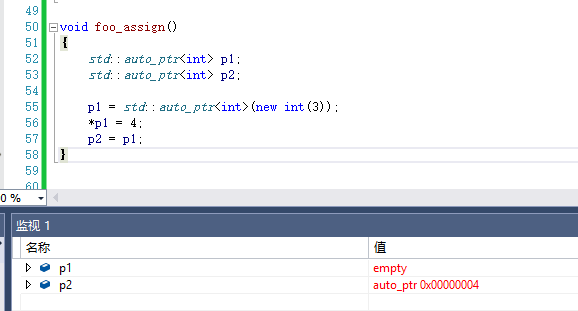 49
50 void foo_assign()
51 {
52 std::auto_ptr<int> p1;
53 std::auto_ptr<int> p2;
54
55 p1 = std::auto_ptr<int>(new int(3));
56 *p1 = 4;
57 p2 = p1;
58 }
59
60
0 %
监视 1
名称 值
p1 empty
p2 auto_ptr 0x00000004